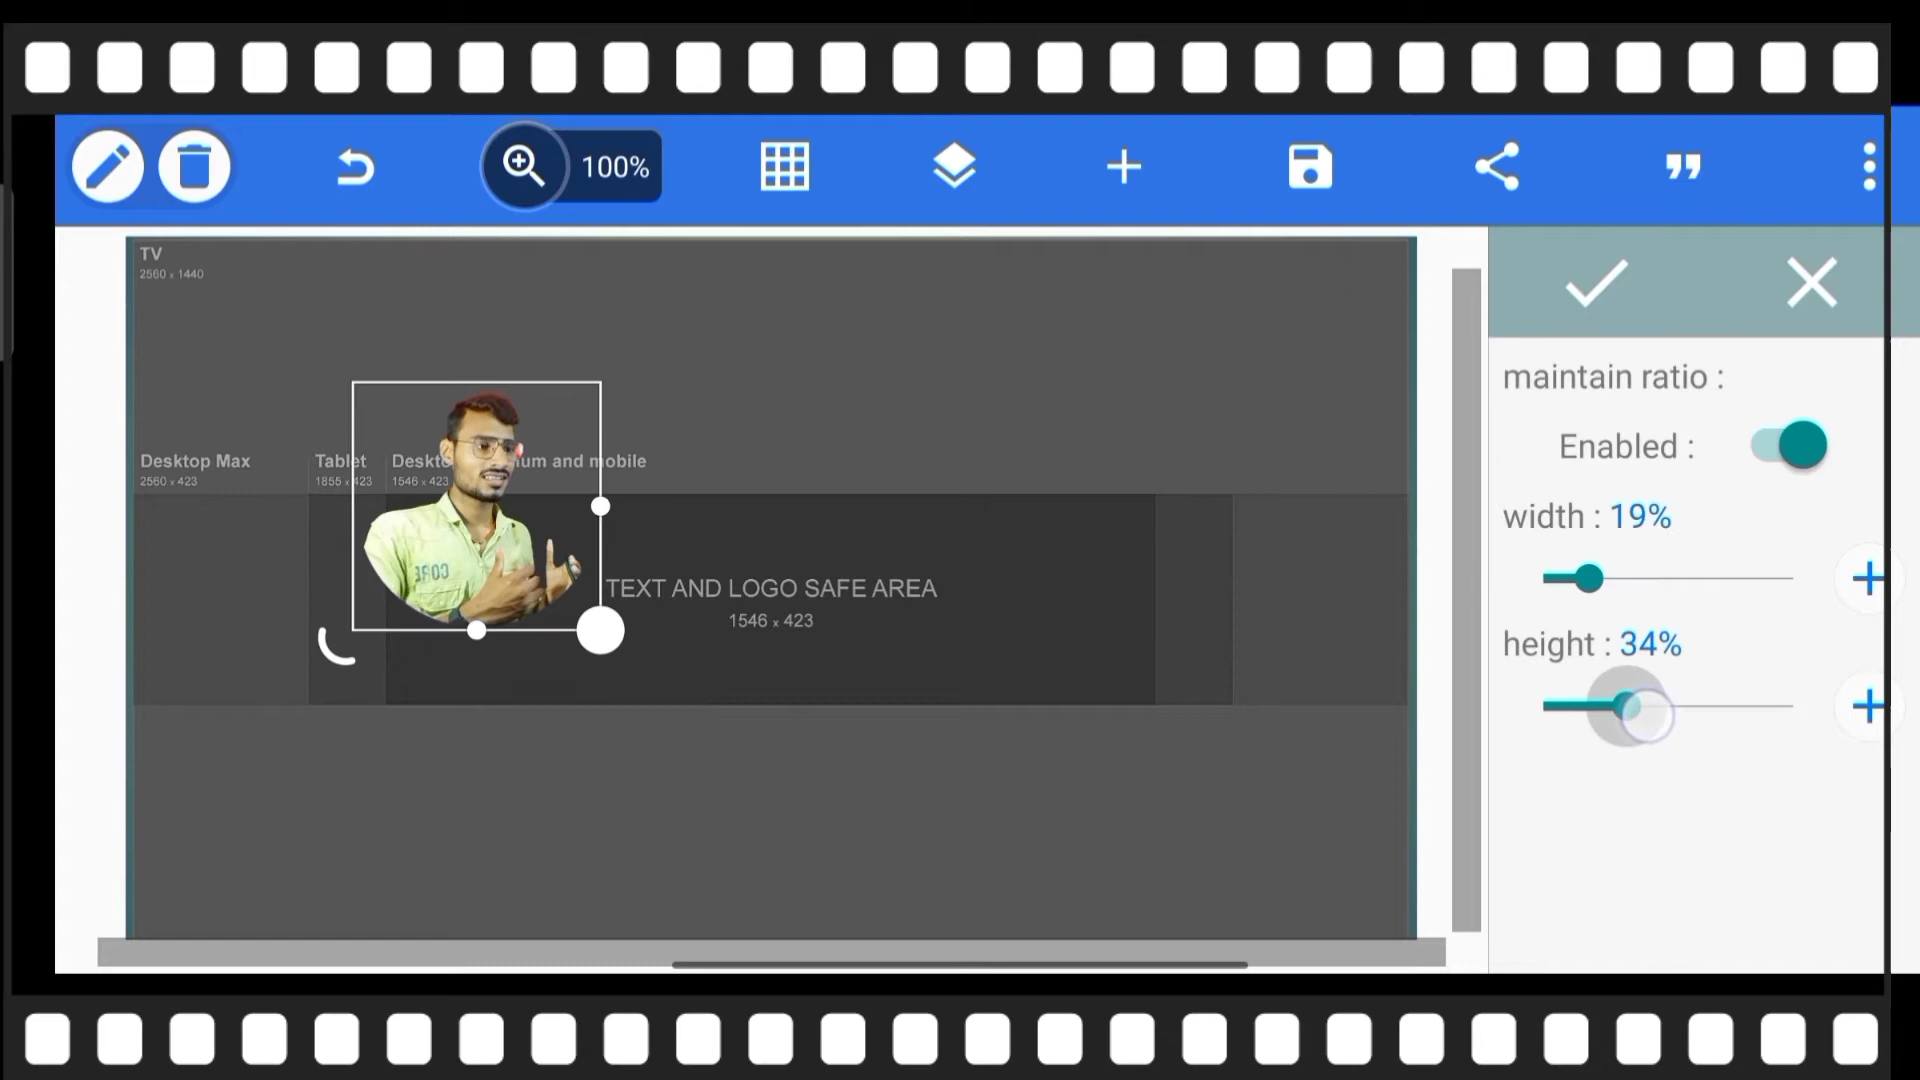 100%
TV
2560 x 1440
maintain ratio :
Enabled :
Desktop Max
2560 x 423
Tablet
1855 x 423
Deskto um and mobile
1546 x 423
width : 19%
TEXT AND LOGO SAFE AREA
1546 x 423
height : 34%